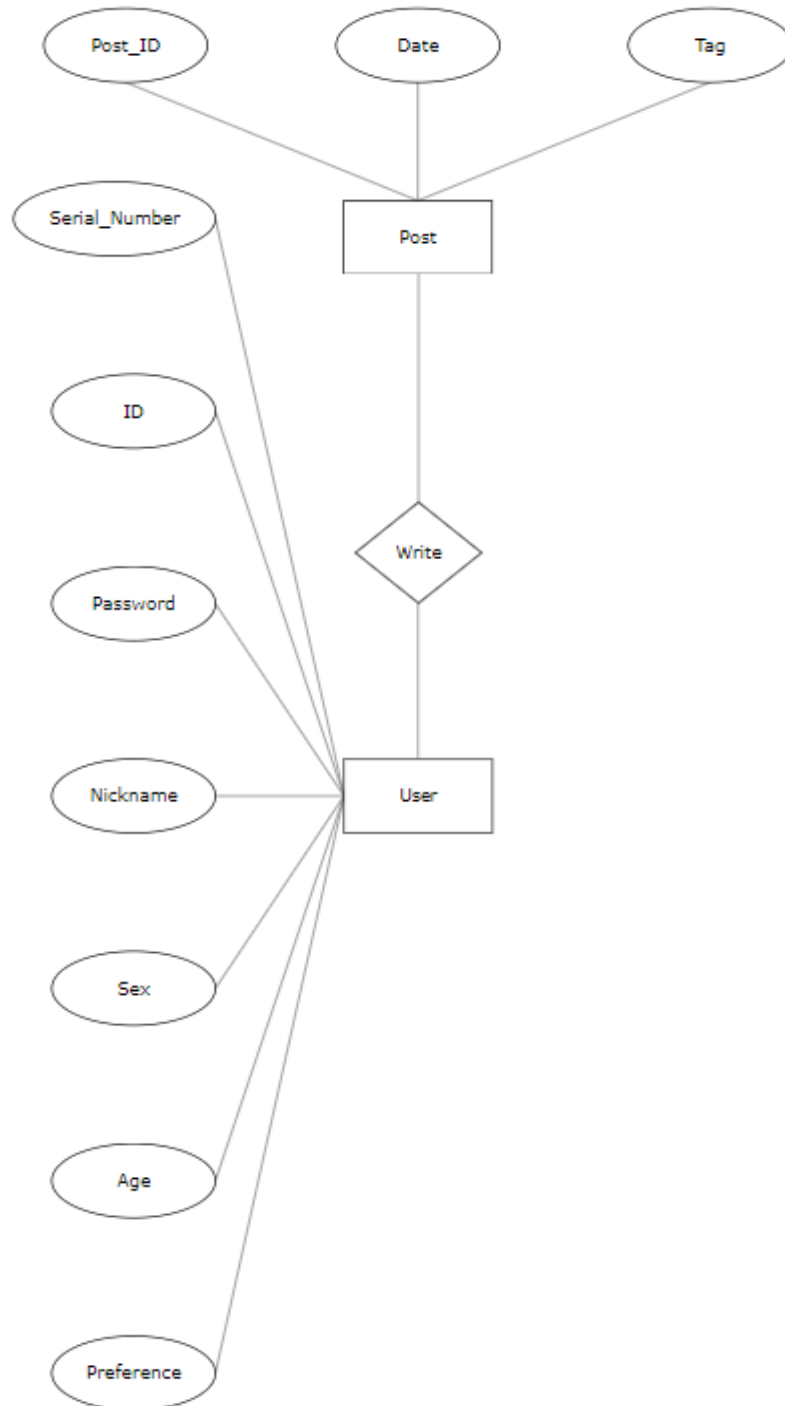 Post_ID
Date
Tag
Serial_Number
Post
ID
Write
Password
Nickname
User
Sex
Age
Preference